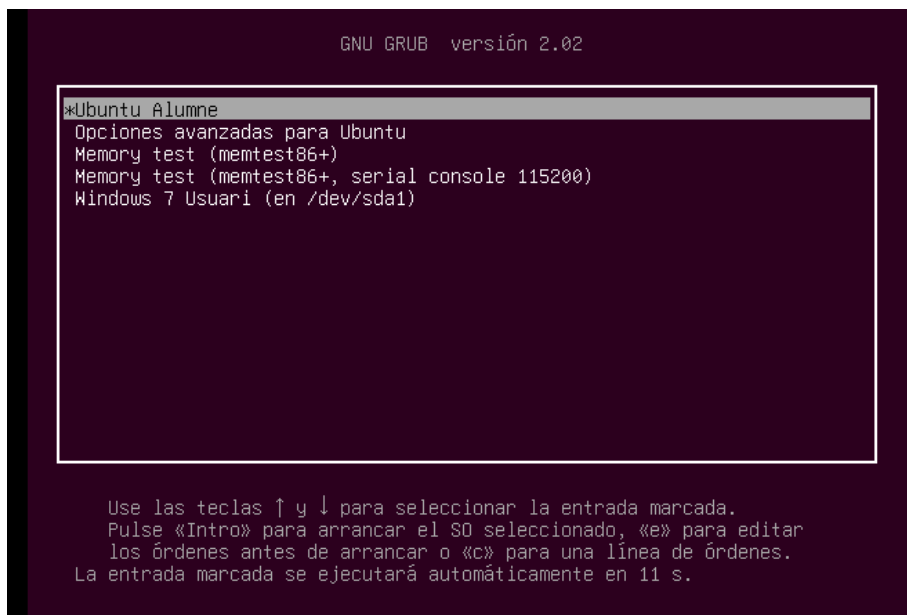 GNU GRUB versión 2.02
*Ubuntu Alumne
Opciones avanzadas para Ubuntu
Memory test (memtest86+)
Memory test (memtest86+, serial console 115200)
Windows 7 Usuari (en /dev/sda1)
Use las teclas ↑ y ↓ para seleccionar la entrada marcada.
Pulse «Intro» para arrancar el SO seleccionado, «e» para editar
los órdenes antes de arrancar o «c» para una línea de órdenes.
La entrada marcada se ejecutará automáticamente en 11 s.